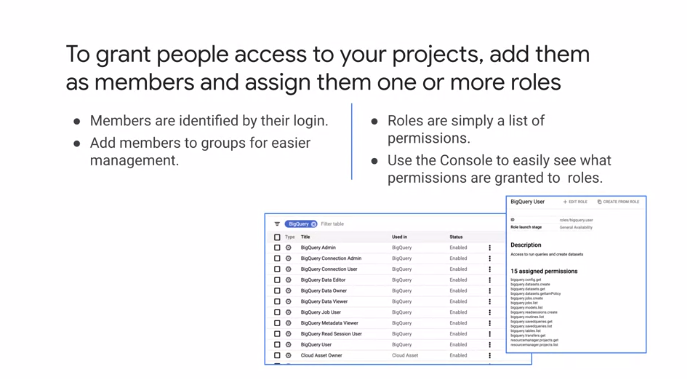 To grant people access to your projects, add them
as members and assign them one or more roles
● Members are identified by their login.
● Add members to groups for easier
management.
● Roles are simply a list of
permissions.
● Use the Console to easily see what
permissions are granted to roles.
BigQuery Filter table
Type Title Used in Status
BigQuery Admin BigQuery Enabled
BigQuery Connection Admin BigQuery Enabled
BigQuery Connection User BigQuery Enabled
BigQuery Data Editor BigQuery Enabled
BigQuery Data Owner BigQuery Enabled
BigQuery Data Viewer BigQuery Enabled
BigQuery Job User BigQuery Enabled
BigQuery Metadata Viewer BigQuery Enabled
BigQuery Read Session User BigQuery Enabled
BigQuery User BigQuery Enabled
Cloud Asset Owner Cloud Asset Enabled
BigQuery User + EDIT ROLE CREATE FROM ROLE
ID roles/bigquery.user
Role launch stage General Availability
Description
Access to run queries and create datasets
15 assigned permissions
bigquery.config.get
bigquery.datasets.create
bigquery.datasets.get
bigquery.datasets.getIamPolicy
bigquery.jobs.create
bigquery.jobs.list
bigquery.models.list
bigquery.readsessions.create
bigquery.routines.list
bigquery.savedqueries.get
bigquery.savedqueries.list
bigquery.tables.list
bigquery.transfers.get
resourcemanager.projects.get
resourcemanager.projects.list